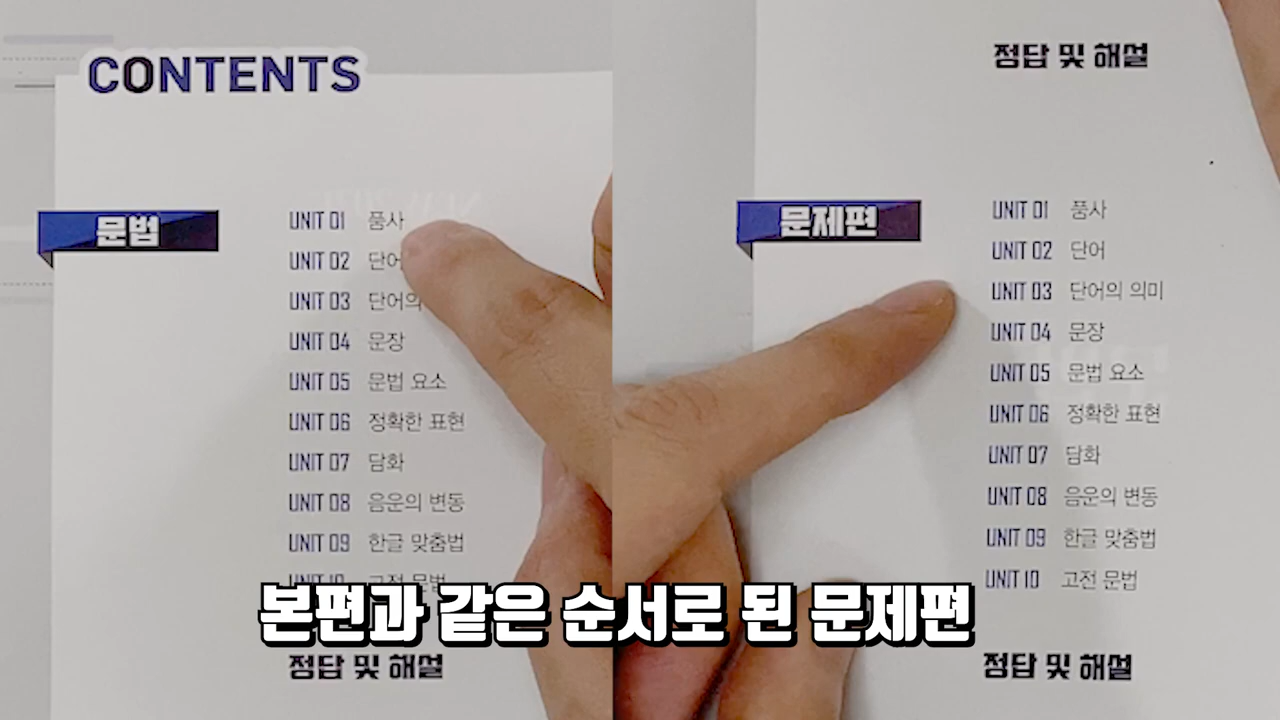 CONTENTS
문법
UNIT 01 품사
UNIT 02 단어
UNIT 03 단어의
UNIT 04 문장
UNIT 05 문법 요소
UNIT 06 정확한 표현
UNIT 07 담화
UNIT 08 음운의 변동
UNIT 09 한글 맞춤법
UNIT 10 고전 문법
정답 및 해설
정답 및 해설
문제편
UNIT 01 품사
UNIT 02 단어
UNIT 03 단어의 의미
UNIT 04 문장
UNIT 05 문법 요소
UNIT 06 정확한 표현
UNIT 07 담화
UNIT 08 음운의 변동
UNIT 09 한글 맞춤법
UNIT 10 고전 문법
정답 및 해설
본편과 같은 순서로 된 문제편